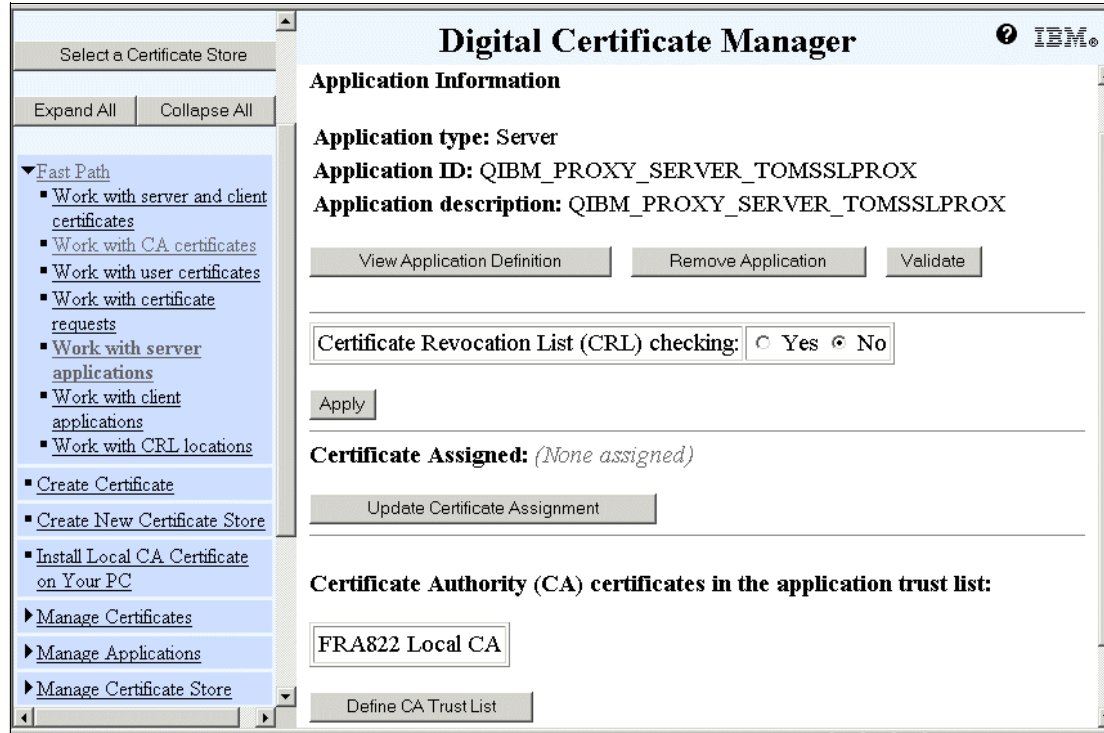 Select a Certificate Store
Expand All
Collapse All
Fast Path
Work with server and client
certificates
Work with CA certificates
Work with user certificates
Work with certificate
requests
Work with server
applications
Work with client
applications
Work with CRL locations
Create Certificate
Create New Certificate Store
Install Local CA Certificate
on Your PC
Manage Certificates
Manage Applications
Manage Certificate Store
Digital Certificate Manager
? IBM®
Application Information
Application type: Server
Application ID: QIBM_PROXY_SERVER_TOMSSLPROX
Application description: QIBM_PROXY_SERVER_TOMSSLPROX
View Application Definition
Remove Application
Validate
Certificate Revocation List (CRL) checking: Yes No
Apply
Certificate Assigned: (None assigned)
Update Certificate Assignment
Certificate Authority (CA) certificates in the application trust list:
FRA822 Local CA
Define CA Trust List